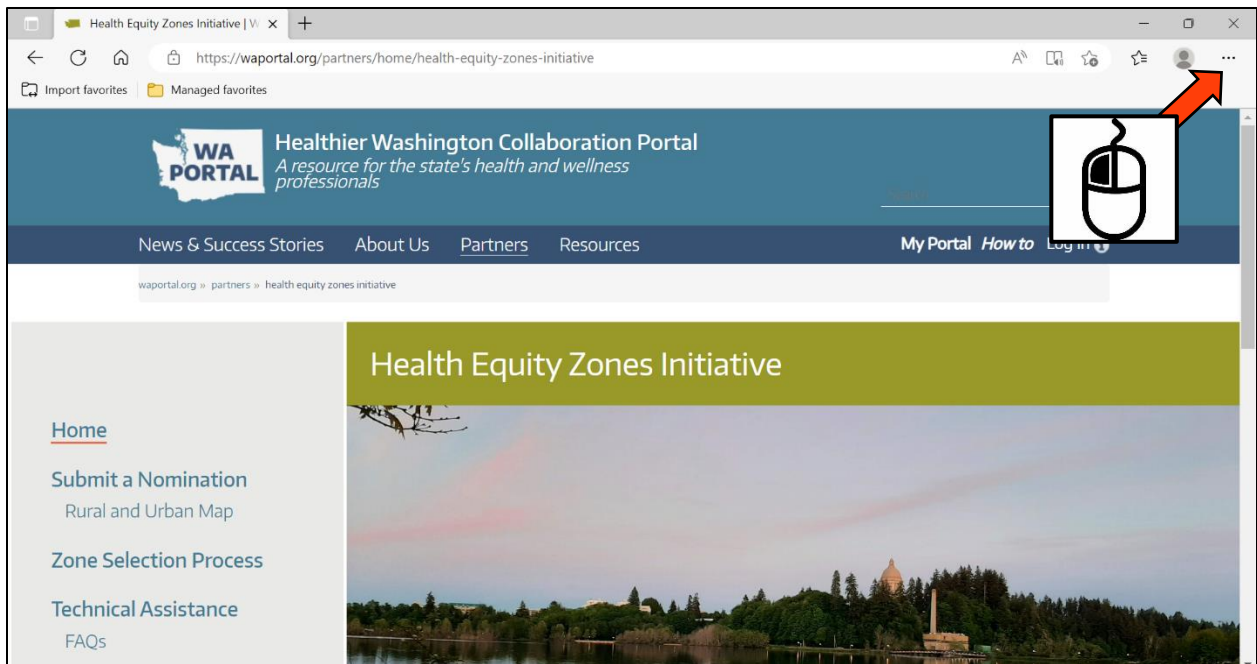 Health Equity Zones Initiative | W
https://waportal.org/partners/home/health-equity-zones-initiative
Import favorites
Managed favorites
WA
PORTAL
Healthier Washington Collaboration Portal
A resource for the state's health and wellness
professionals
Search
News & Success Stories About Us Partners Resources
My Portal How to Log in
waportal.org » partners » health equity zones initiative
Health Equity Zones Initiative
Home
Submit a Nomination
Rural and Urban Map
Zone Selection Process
Technical Assistance
FAQs